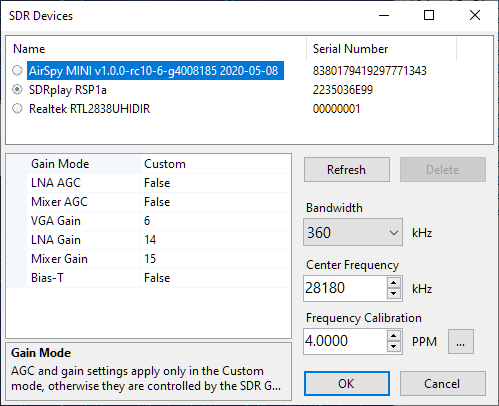 SDR Devices
Name Serial Number
AirSpy MINI v1.0.0-rc10-6-g4008185 2020-05-08 8380179419297771343
SDRplay RSP1a 2235036E99
Realtek RTL2838UHIDIR 00000001
Gain Mode Custom
LNA AGC False
Mixer AGC False
VGA Gain 6
LNA Gain 14
Mixer Gain 15
Bias-T False
Gain Mode
AGC and gain settings apply only in the Custom
mode, otherwise they are controlled by the SDR G...
Refresh Delete
Bandwidth
360 kHz
Center Frequency
28180 kHz
Frequency Calibration
4.0000 PPM ...
OK Cancel